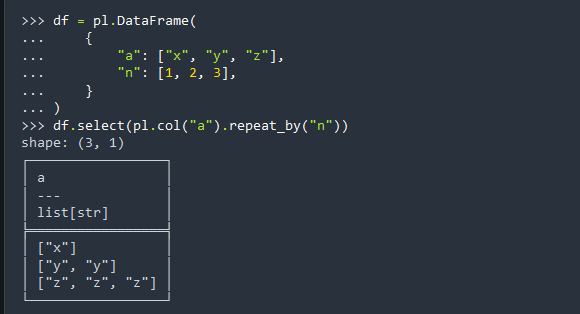 >>> df = pl.DataFrame(
...     {
...         "a": ["x", "y", "z"],
...         "n": [1, 2, 3],
...     }
... )
>>> df.select(pl.col("a").repeat_by("n"))
shape: (3, 1)
a
---
list[str]
["x"]
["y", "y"]
["z", "z", "z"]